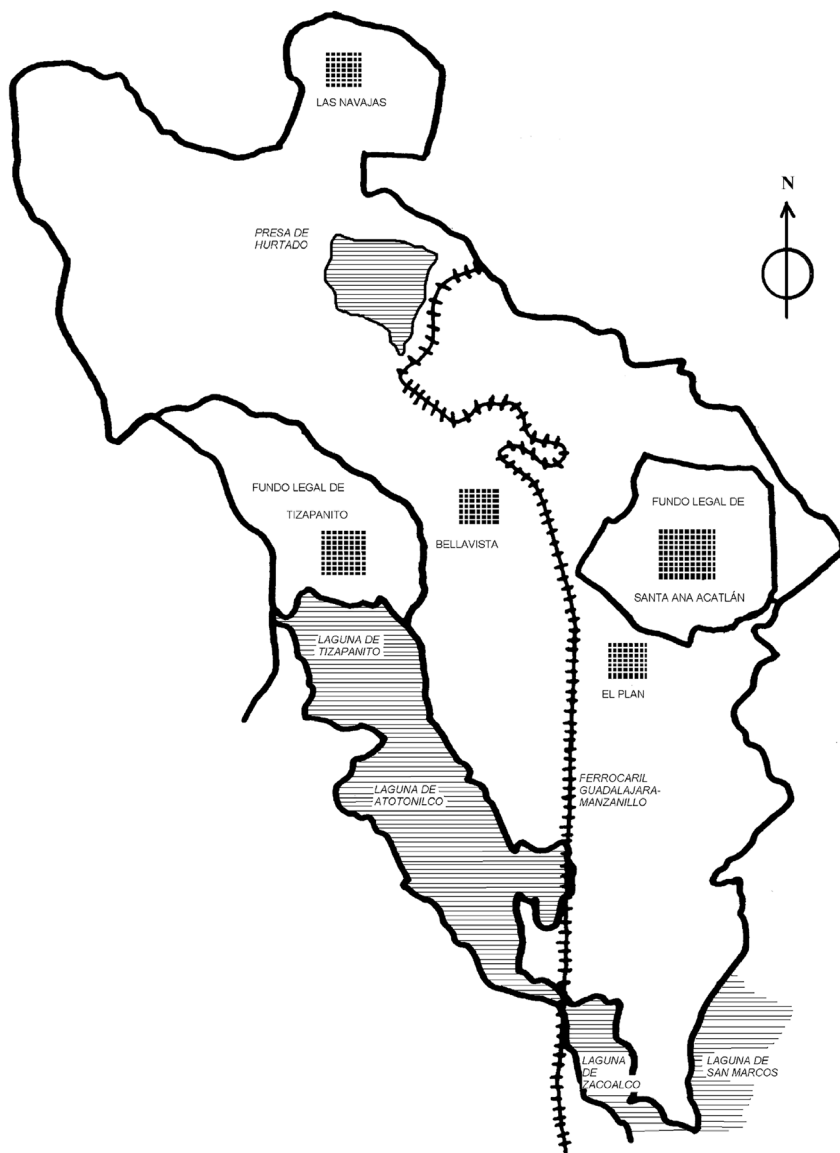 LAS NAVAJAS
N
PRESA DE
HURTADO
FUNDO LEGAL DE
TIZAPANITO
BELLAVISTA
FUNDO LEGAL DE
SANTA ANA ACATLÁN
LAGUNA DE
TIZAPANITO
EL PLAN
LAGUNA DE
ATOTONILCO
FERROCARIL
GUADALAJARA-
MANZANILLO
LAGUNA
DE
ZACOALCO
LAGUNA DE
SAN MARCOS